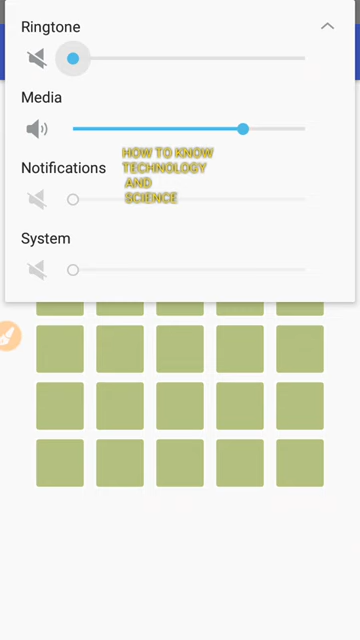 Ringtone
Media
HOW TO KNOW
TECHNOLOGY
AND
SCIENCE
Notifications
System